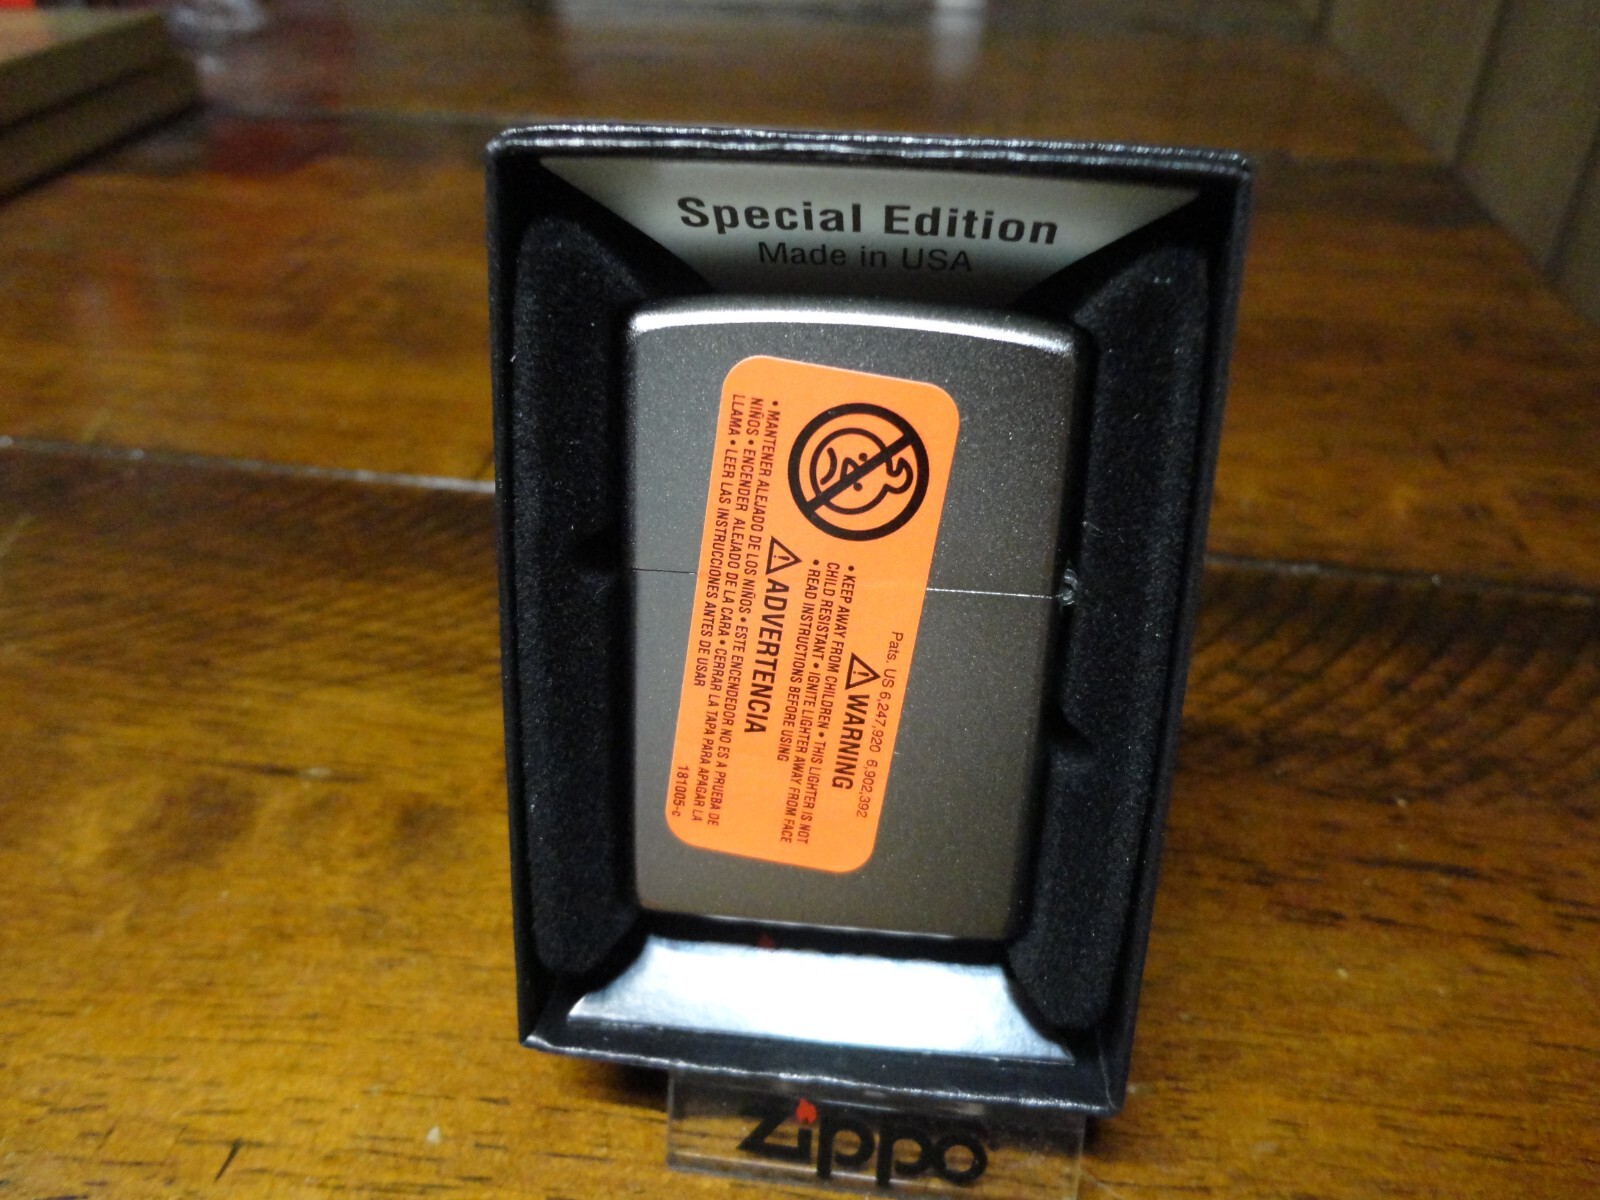 Special Edition
Made in USA
Pats. US 6,247,920 6,902,392
⚠ WARNING
• KEEP AWAY FROM CHILDREN • THIS LIGHTER IS NOT
CHILD RESISTANT • IGNITE LIGHTER AWAY FROM FACE
• READ INSTRUCTIONS BEFORE USING
⚠ ADVERTENCIA
• MANTENER ALEJADO DE LOS NIÑOS • ESTE ENCENDEDOR NO ES A PRUEBA DE
NIÑOS • ENCENDER ALEJADO DE LA CARA • CERRAR LA TAPA PARA APAGAR LA
LLAMA • LEER LAS INSTRUCCIONES ANTES DE USAR
181005-c
zippo